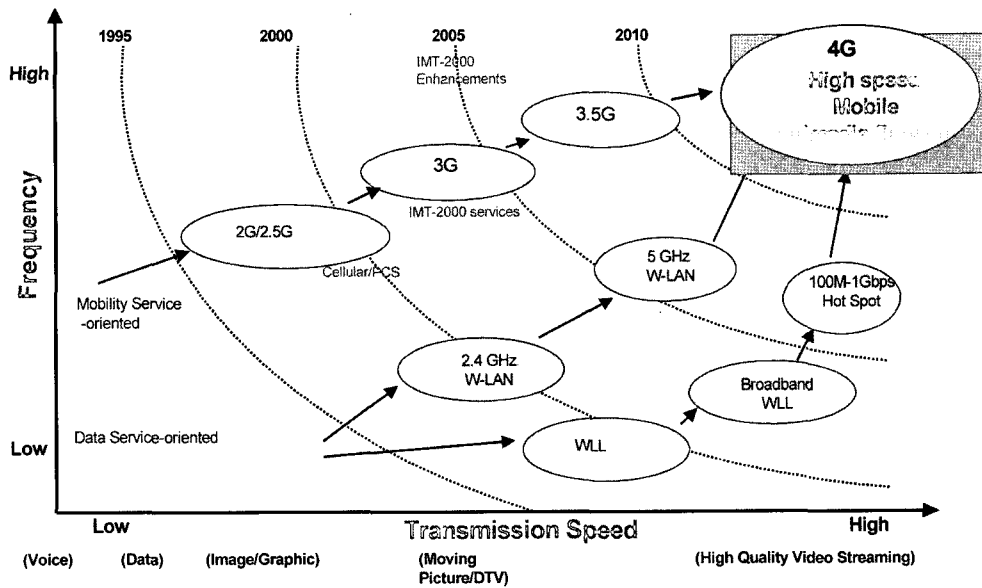 1995
2000
2005
2010
High
IMT-2000
Enhancements
4G
High speed
Mobile
3.5G
3G
IMT-2000 services
2G/2.5G
Cellular/PCS
Frequency
Mobility Service
-oriented
5 GHz
W-LAN
100M-1Gbps
Hot Spot
2.4 GHz
W-LAN
Broadband
WLL
Data Service-oriented
WLL
Low
Low
Transmission Speed
High
(Voice)
(Data)
(Image/Graphic)
(Moving
Picture/DTV)
(High Quality Video Streaming)